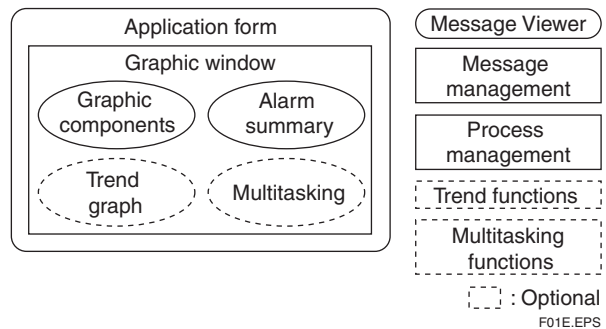 Application form
Graphic window
Graphic
components
Alarm
summary
Trend
graph
Multitasking
Message Viewer
Message
management
Process
management
Trend functions
Multitasking
functions
: Optional
F01E.EPS